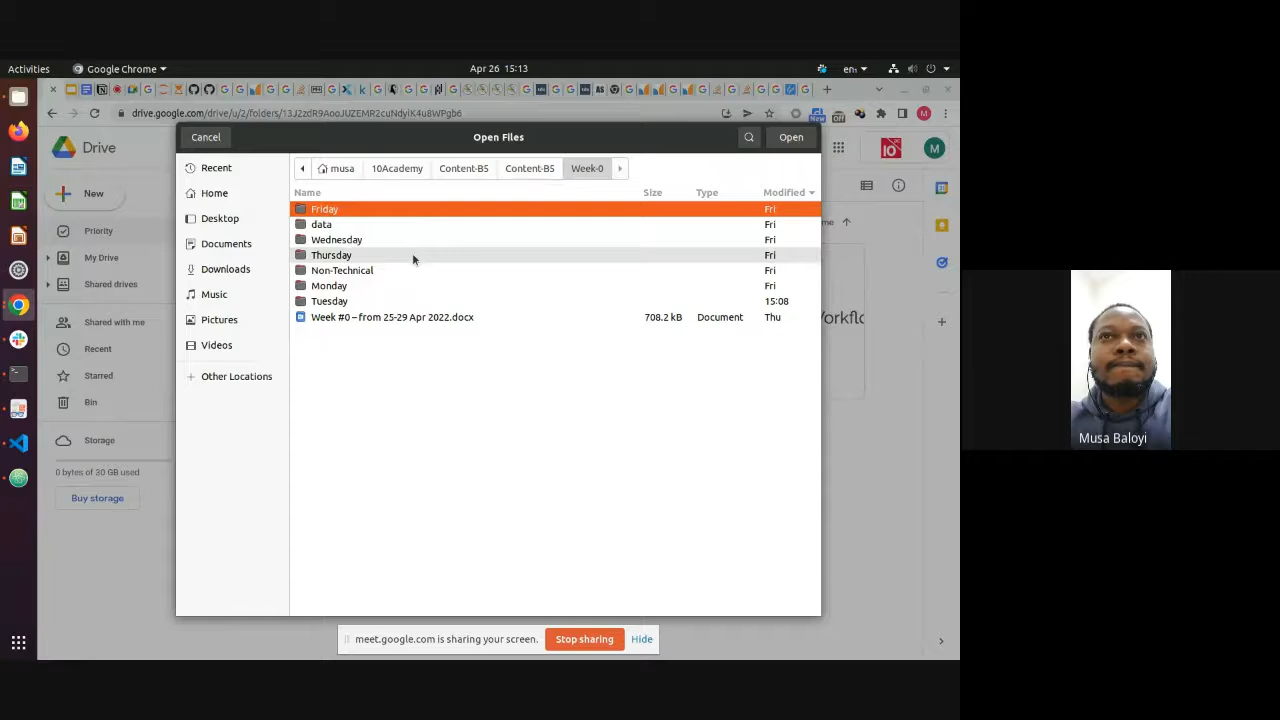 Activities
Google Chrome
Apr 26 15:13
en
drive.google.com/drive/u/2/folders/13J2zdR9AooJUZEMR2cuNdylK4u8WPgb6
New
Off
M
Drive
New
Priority
My Drive
Shared drives
Shared with me
Recent
Starred
Bin
Storage
0 bytes of 30 GB used
Buy storage
Cancel
Open Files
Open
Recent
Home
Desktop
Documents
Downloads
Music
Pictures
Videos
Other Locations
musa
10Academy
Content-B5
Content-B5
Week-0
Name Size Type Modified
Friday Fri
data Fri
Wednesday Fri
Thursday Fri
Non-Technical Fri
Monday Fri
Tuesday 15:08
Week #0 – from 25-29 Apr 2022.docx 708.2 kB Document Thu
10
M
me
Workflo
meet.google.com is sharing your screen.
Stop sharing
Hide
Musa Baloyi